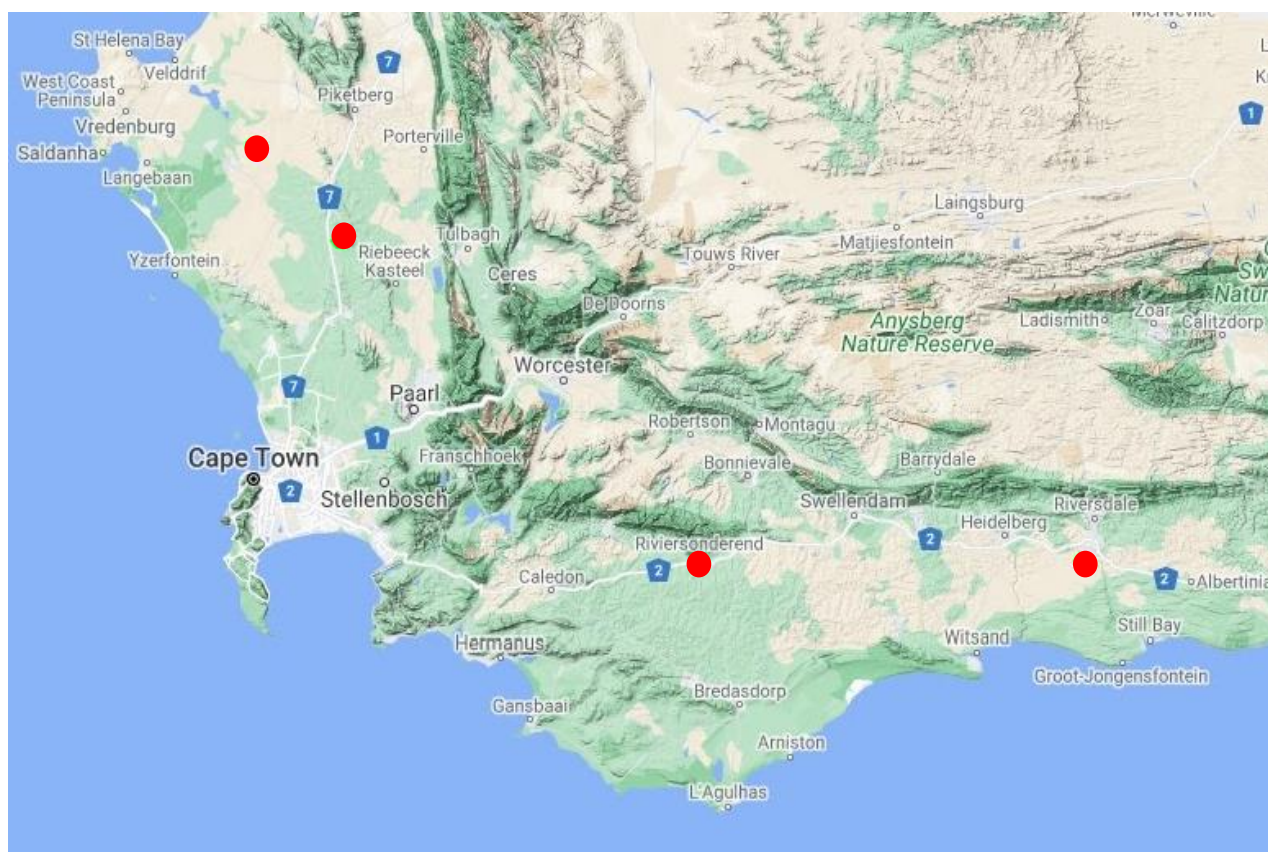 Merweville
St Helena Bay
Velddrif
7
West Coast
Peninsula
Piketberg
1
Vredenburg
Porterville
Saldanha
Langebaan
7
Laingsburg
Tulbagh
Matjiesfontein
Riebeeck
Kasteel
Yzerfontein
Touws River
Ceres
De Doorns
Anysberg
Nature Reserve
Ladismith
Zoar
Calitzdorp
Sw
Natur
Worcester
7
Paarl
Robertson
Montagu
1
Cape Town
Franschhoek
Bonnievale
Barrydale
2
Stellenbosch
Swellendam
Riversdale
Heidelberg
2
Riviersonderend
2
Caledon
2
Albertinia
Hermanus
Witsand
Still Bay
Groot-Jongensfontein
Gansbaai
Bredasdorp
Arniston
L'Agulhas